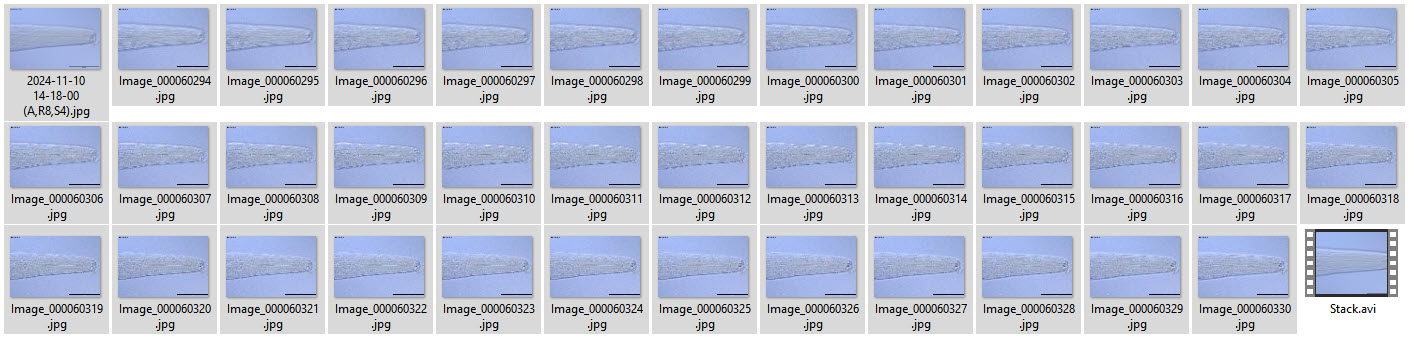 2024-11-10
14-18-00
(A,R8,S4).jpg
Image_000060294
.jpg
Image_000060295
.jpg
Image_000060296
.jpg
Image_000060297
.jpg
Image_000060298
.jpg
Image_000060299
.jpg
Image_000060300
.jpg
Image_000060301
.jpg
Image_000060302
.jpg
Image_000060303
.jpg
Image_000060304
.jpg
Image_000060305
.jpg
Image_000060306
.jpg
Image_000060307
.jpg
Image_000060308
.jpg
Image_000060309
.jpg
Image_000060310
.jpg
Image_000060311
.jpg
Image_000060312
.jpg
Image_000060313
.jpg
Image_000060314
.jpg
Image_000060315
.jpg
Image_000060316
.jpg
Image_000060317
.jpg
Image_000060318
.jpg
Image_000060319
.jpg
Image_000060320
.jpg
Image_000060321
.jpg
Image_000060322
.jpg
Image_000060323
.jpg
Image_000060324
.jpg
Image_000060325
.jpg
Image_000060326
.jpg
Image_000060327
.jpg
Image_000060328
.jpg
Image_000060329
.jpg
Image_000060330
.jpg
Stack.avi